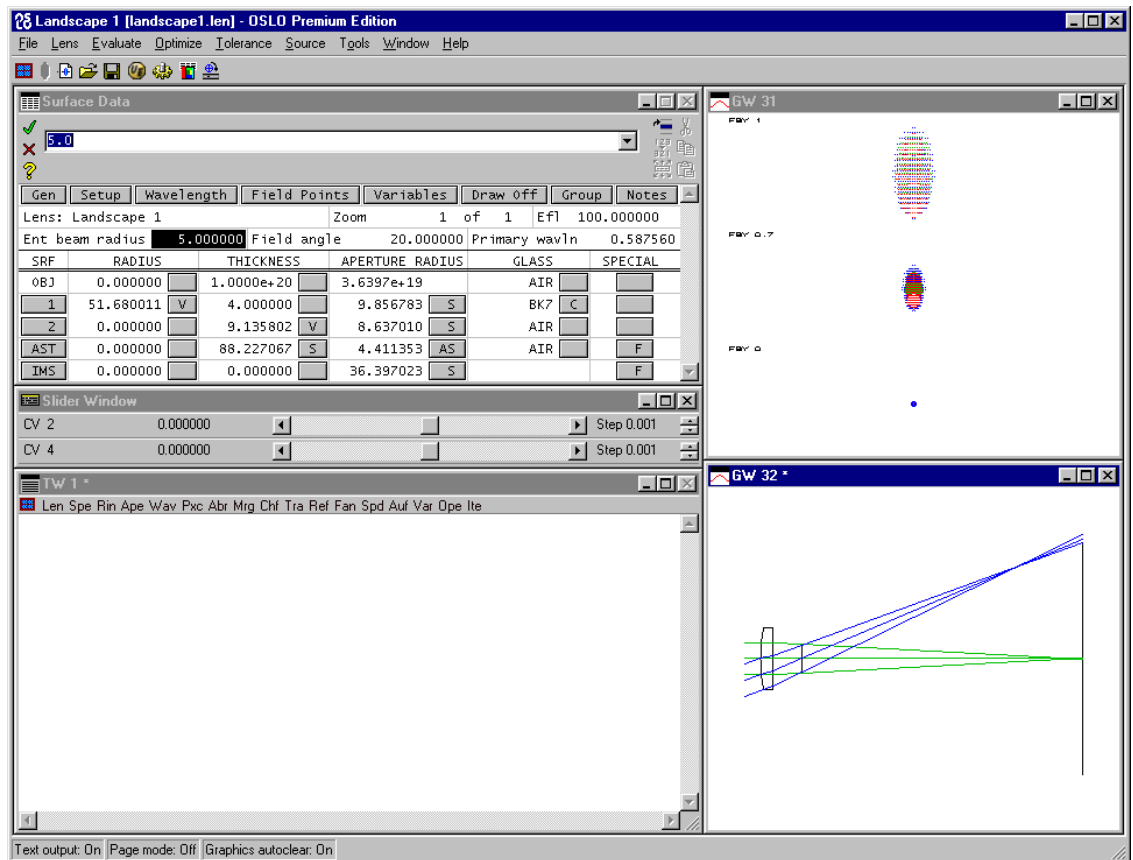 Landscape 1 [landscape1.len] - OSLO Premium Edition
File Lens Evaluate Optimize Tolerance Source Tools Window Help
Surface Data
5.0
Gen Setup Wavelength Field Points Variables Draw Off Group Notes
Lens: Landscape 1 Zoom 1 of 1 Efl 100.000000
Ent beam radius 5.000000 Field angle 20.000000 Primary wavln 0.587560
SRF RADIUS THICKNESS APERTURE RADIUS GLASS SPECIAL
OBJ 0.000000 1.0000e+20 3.6397e+19 AIR
1 51.680011 V 4.000000 9.856783 S BK7 C
2 0.000000 9.135802 V 8.637010 S AIR
AST 0.000000 88.227067 S 4.411353 AS AIR F
IMS 0.000000 0.000000 36.397023 S F
Slider Window
CV 2 0.000000 Step 0.001
CV 4 0.000000 Step 0.001
TW 1 *
Len Spe Rin Ape Wav Pxc Abr Mrg Chf Tra Ref Fan Spd Auf Var Ope Ite
GW 31
FBY 1
FBY 0.7
FBY 0
GW 32 *
Text output: On Page mode: Off Graphics autoclear: On